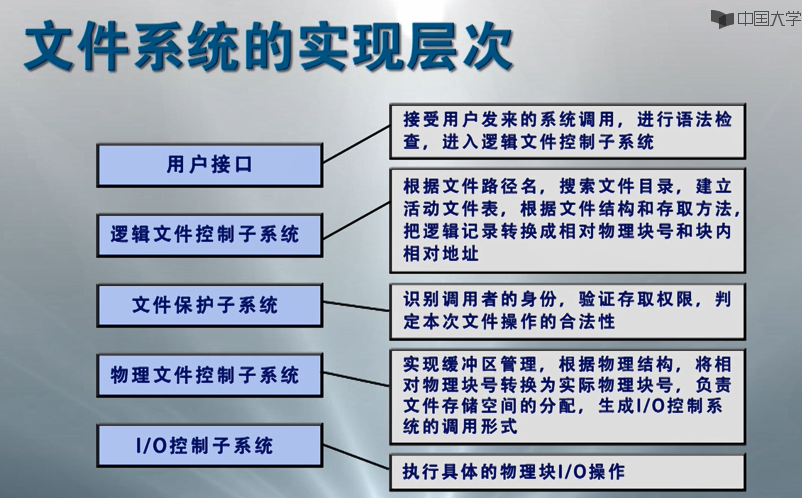 中国大学
文件系统的实现层次
用户接口
接受用户发来的系统调用，进行语法检
查，进入逻辑文件控制子系统
逻辑文件控制子系统
根据文件路径名，搜索文件目录，建立
活动文件表，根据文件结构和存取方法，
把逻辑记录转换成相对物理块号和块内
相对地址
文件保护子系统
识别调用者的身份，验证存取权限，判
定本次文件操作的合法性
物理文件控制子系统
实现缓冲区管理，根据物理结构，将相
对物理块号转换为实际物理块号，负责
文件存储空间的分配，生成I/O控制系
统的调用形式
I/O控制子系统
执行具体的物理块I/O操作